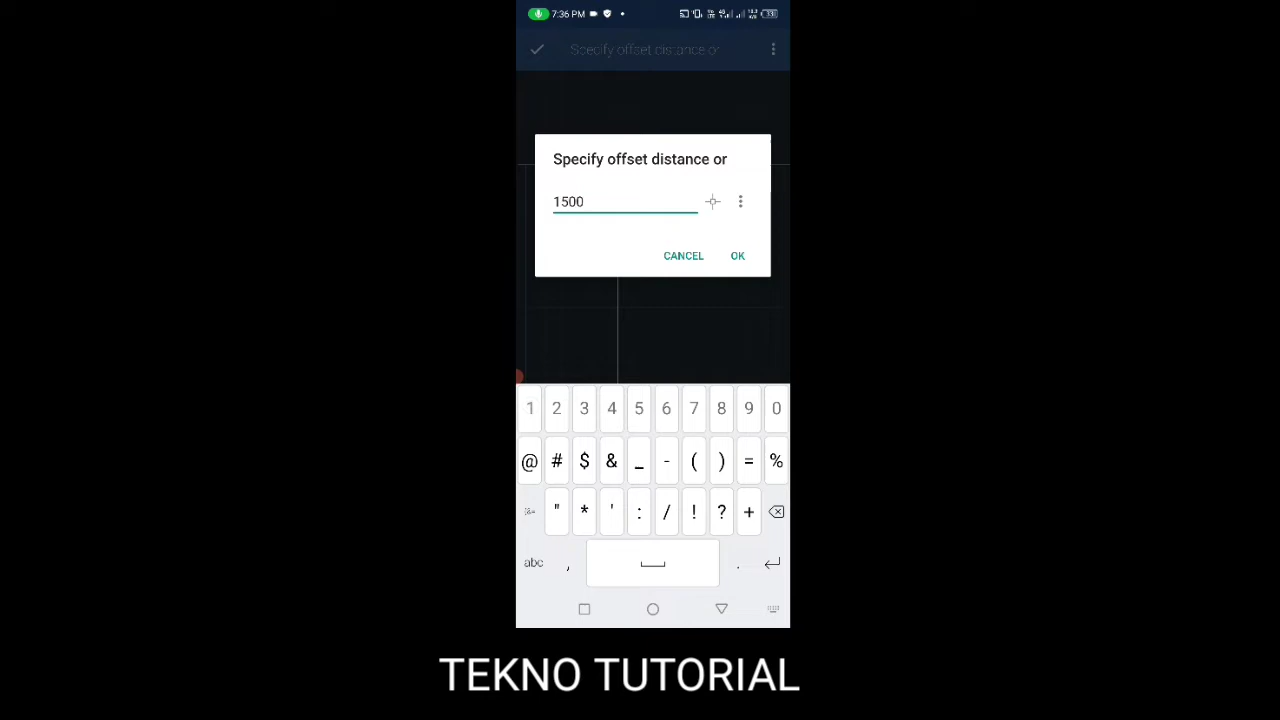 7:36 PM
Specify offset distance or
Specify offset distance or
1500
CANCEL
OK
1 2 3 4 5 6 7 8 9 0
@ # $ & _ - ( ) = %
" * ' : / ! ? +
abc , .
TEKNO TUTORIAL